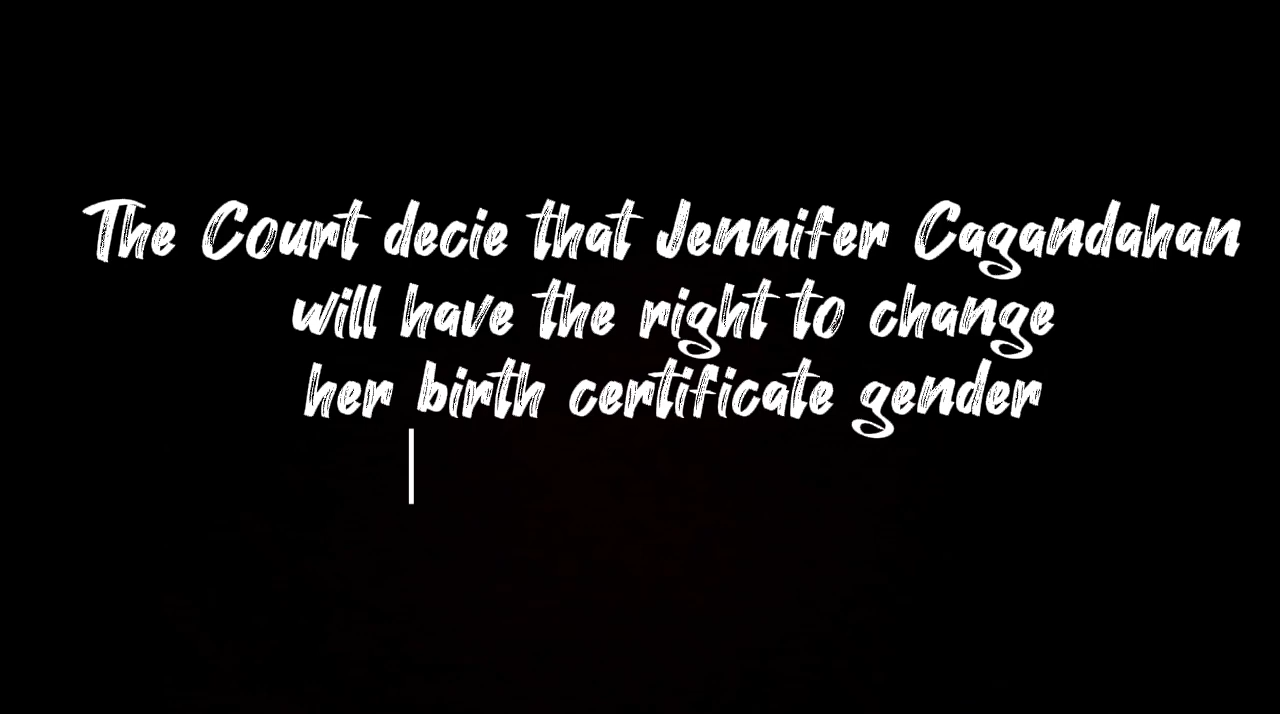 The Court decie that Jennifer Cagandahan
will have the right to change
her birth certificate gender